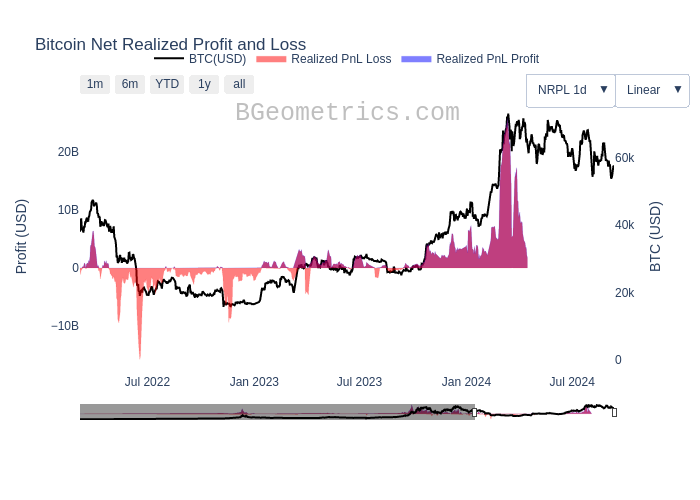 Bitcoin Net Realized Profit and Loss
BTC(USD) Realized PnL Loss Realized PnL Profit
1m 6m YTD 1y all NRPL 1d ▼ Linear ▼
BGeometrics.com
20B
10B
0
−10B
Profit (USD)
60k
40k
20k
0
BTC (USD)
Jul 2022 Jan 2023 Jul 2023 Jan 2024 Jul 2024